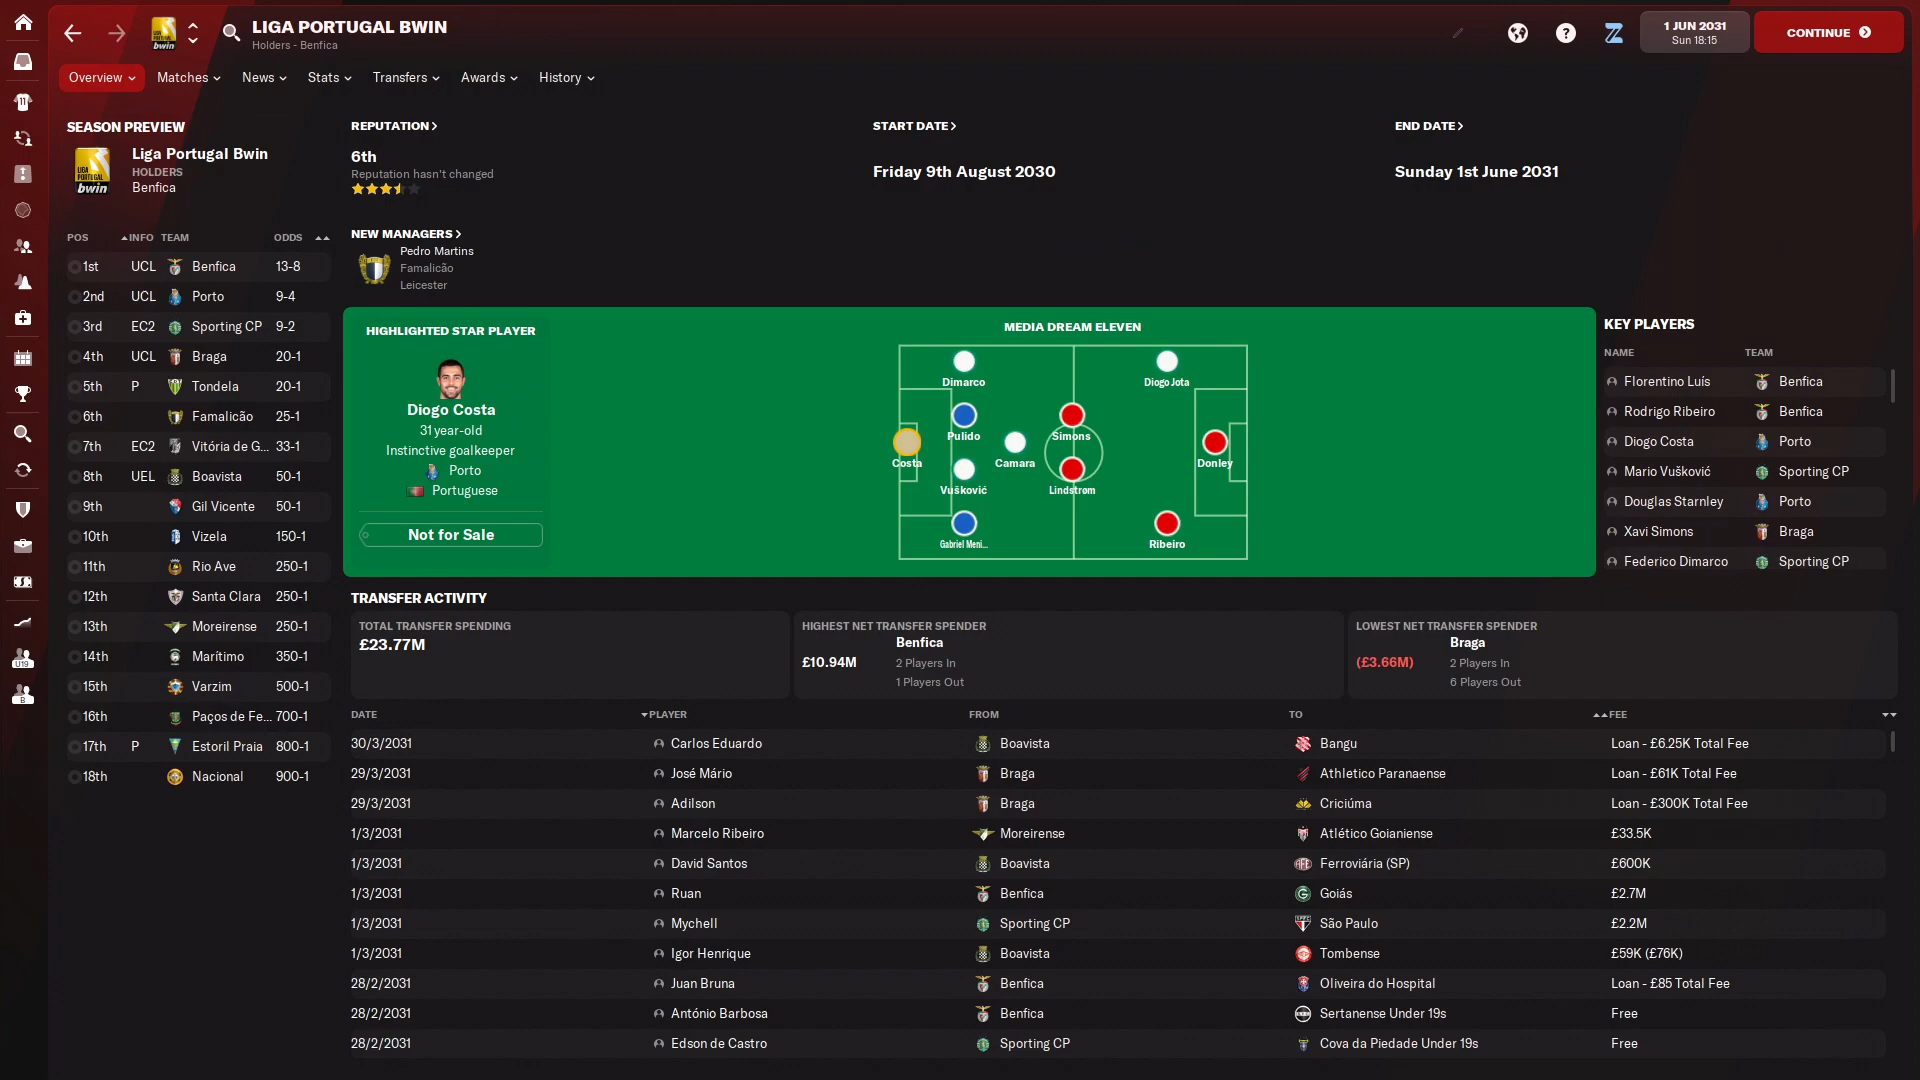 LIGA PORTUGAL BWIN
Holders - Benfica
1 JUN 2031
Sun 18:15
CONTINUE
Overview
Matches
News
Stats
Transfers
Awards
History
SEASON PREVIEW
Liga Portugal Bwin
HOLDERS
Benfica
REPUTATION
6th
Reputation hasn't changed
START DATE
Friday 9th August 2030
END DATE
Sunday 1st June 2031
NEW MANAGERS
Pedro Martins
Famalicão
Leicester
POS INFO TEAM ODDS
1st UCL Benfica 13-8
2nd UCL Porto 9-4
3rd EC2 Sporting CP 9-2
4th UCL Braga 20-1
5th P Tondela 20-1
6th Famalicão 25-1
7th EC2 Vitória de G... 33-1
8th UEL Boavista 50-1
9th Gil Vicente 50-1
10th Vizela 150-1
11th Rio Ave 250-1
12th Santa Clara 250-1
13th Moreirense 250-1
14th Marítimo 350-1
15th Varzim 500-1
16th Paços de Fe... 700-1
17th P Estoril Praia 800-1
18th Nacional 900-1
HIGHLIGHTED STAR PLAYER
Diogo Costa
31 year-old
Instinctive goalkeeper
Porto
Portuguese
Not for Sale
MEDIA DREAM ELEVEN
Dimarco
Diogo Jota
Pulido
Simons
Costa
Camara
Donley
Vušković
Lindstrom
Gabriel Meni...
Ribeiro
KEY PLAYERS
NAME TEAM
Florentino Luís Benfica
Rodrigo Ribeiro Benfica
Diogo Costa Porto
Mario Vušković Sporting CP
Douglas Starnley Porto
Xavi Simons Braga
Federico Dimarco Sporting CP
TRANSFER ACTIVITY
TOTAL TRANSFER SPENDING
£23.77M
HIGHEST NET TRANSFER SPENDER
Benfica
£10.94M
2 Players In
1 Players Out
LOWEST NET TRANSFER SPENDER
Braga
(£3.66M)
2 Players In
6 Players Out
DATE PLAYER FROM TO FEE
30/3/2031 Carlos Eduardo Boavista Bangu Loan - £6.25K Total Fee
29/3/2031 José Mário Braga Athletico Paranaense Loan - £61K Total Fee
29/3/2031 Adilson Braga Criciúma Loan - £300K Total Fee
1/3/2031 Marcelo Ribeiro Moreirense Atlético Goianiense £33.5K
1/3/2031 David Santos Boavista Ferroviária (SP) £600K
1/3/2031 Ruan Benfica Goiás £2.7M
1/3/2031 Mychell Sporting CP São Paulo £2.2M
1/3/2031 Igor Henrique Boavista Tombense £59K (£76K)
28/2/2031 Juan Bruna Benfica Oliveira do Hospital Loan - £85 Total Fee
28/2/2031 António Barbosa Benfica Sertanense Under 19s Free
28/2/2031 Edson de Castro Sporting CP Cova da Piedade Under 19s Free
U19
B